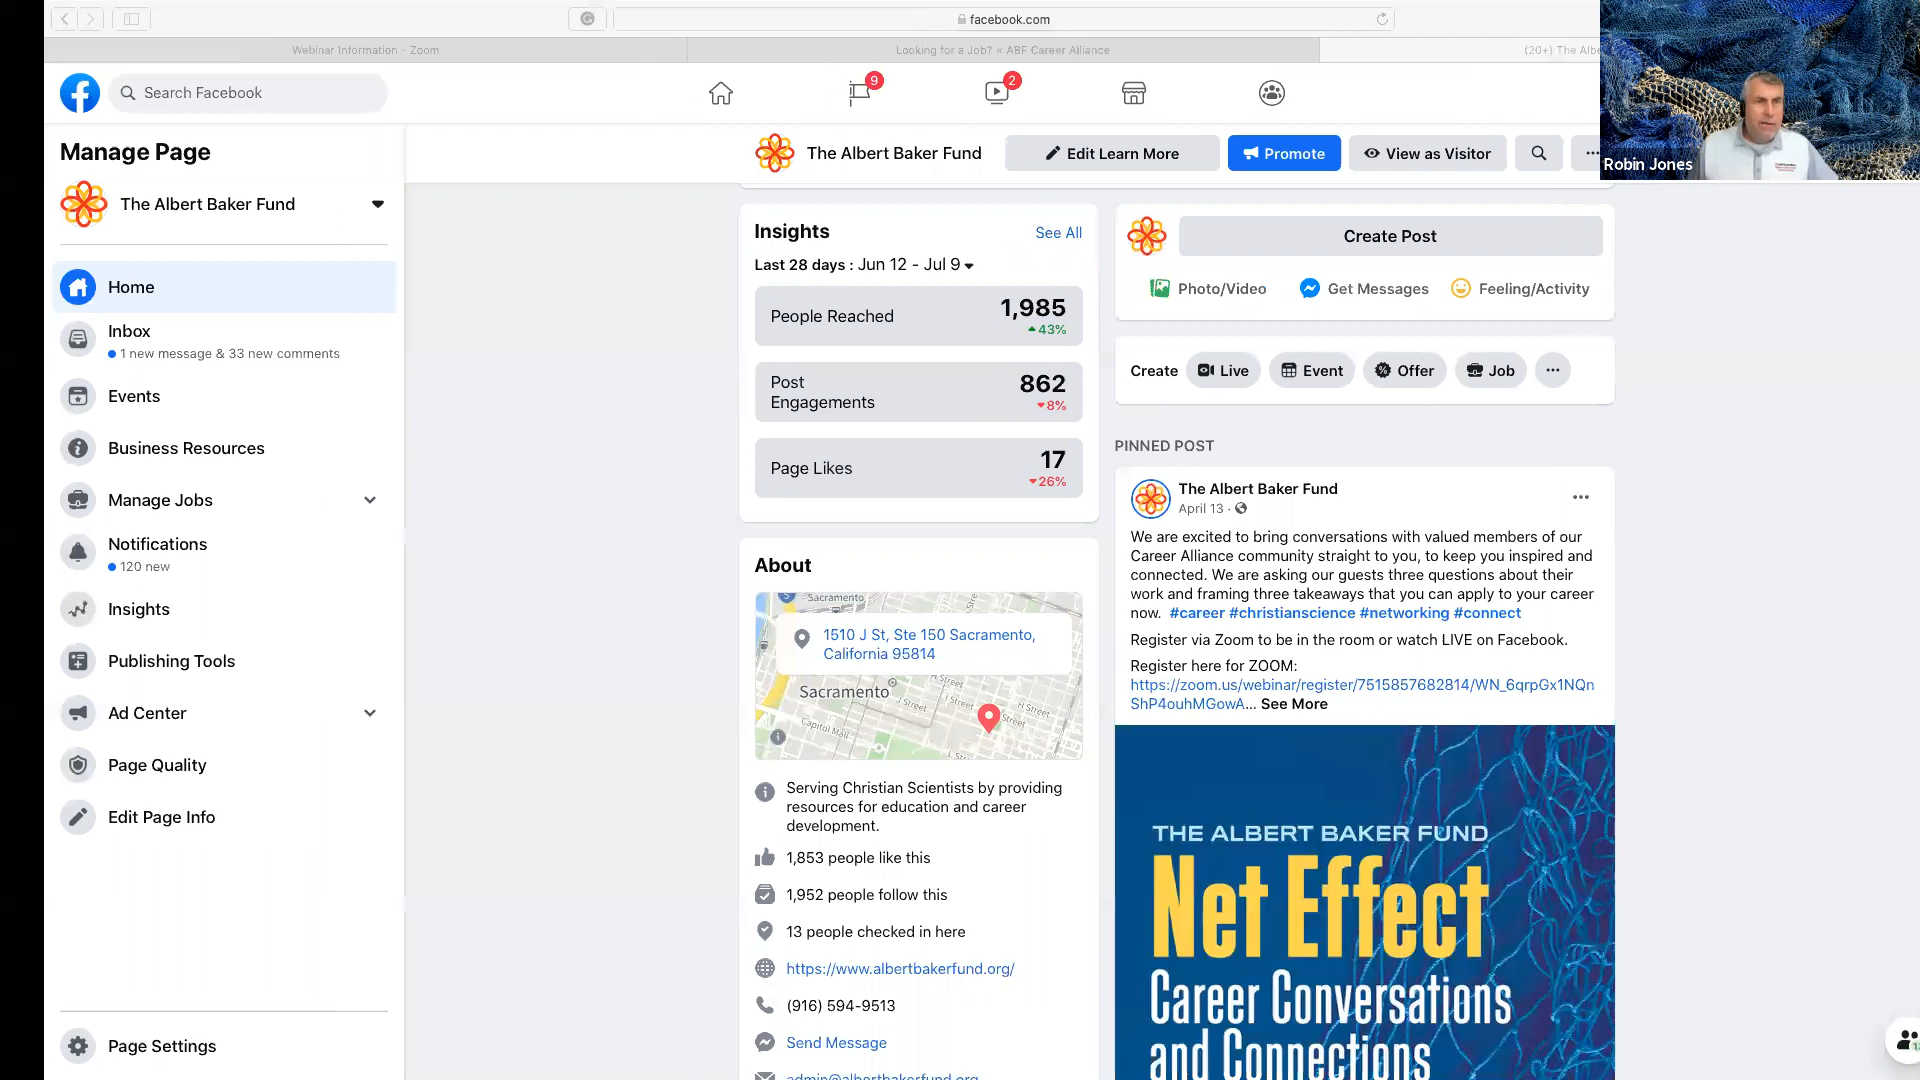 facebook.com
Webinar Information - Zoom
Looking for a Job? « ABF Career Alliance
(20+) The Albe
Search Facebook
9
2
Robin Jones
Manage Page
The Albert Baker Fund
Edit Learn More
Promote
View as Visitor
The Albert Baker Fund
Home
Inbox
1 new message & 33 new comments
Events
Business Resources
Manage Jobs
Notifications
120 new
Insights
Publishing Tools
Ad Center
Page Quality
Edit Page Info
Page Settings
Insights
See All
Last 28 days : Jun 12 - Jul 9
People Reached
1,985
43%
Post
Engagements
862
8%
Page Likes
17
26%
About
Sacramento
1510 J St, Ste 150 Sacramento,
California 95814
Sacramento
J Street
H Street
Capitol Mall
Serving Christian Scientists by providing
resources for education and career
development.
1,853 people like this
1,952 people follow this
13 people checked in here
https://www.albertbakerfund.org/
(916) 594-9513
Send Message
admin@albertbakerfund.org
Create Post
Photo/Video
Get Messages
Feeling/Activity
Create
Live
Event
Offer
Job
PINNED POST
The Albert Baker Fund
April 13 ·
We are excited to bring conversations with valued members of our
Career Alliance community straight to you, to keep you inspired and
connected. We are asking our guests three questions about their
work and framing three takeaways that you can apply to your career
now. #career #christianscience #networking #connect
Register via Zoom to be in the room or watch LIVE on Facebook.
Register here for ZOOM:
https://zoom.us/webinar/register/7515857682814/WN_6qrpGx1NQn
ShP4ouhMGowA... See More
THE ALBERT BAKER FUND
Net Effect
Career Conversations
and Connections